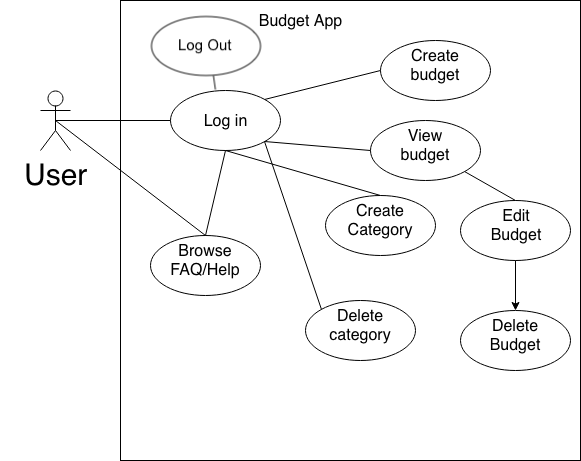 Budget App
Log Out
Create
budget
Log in
View
budget
User
Create
Category
Edit
Budget
Browse
FAQ/Help
Delete
category
Delete
Budget